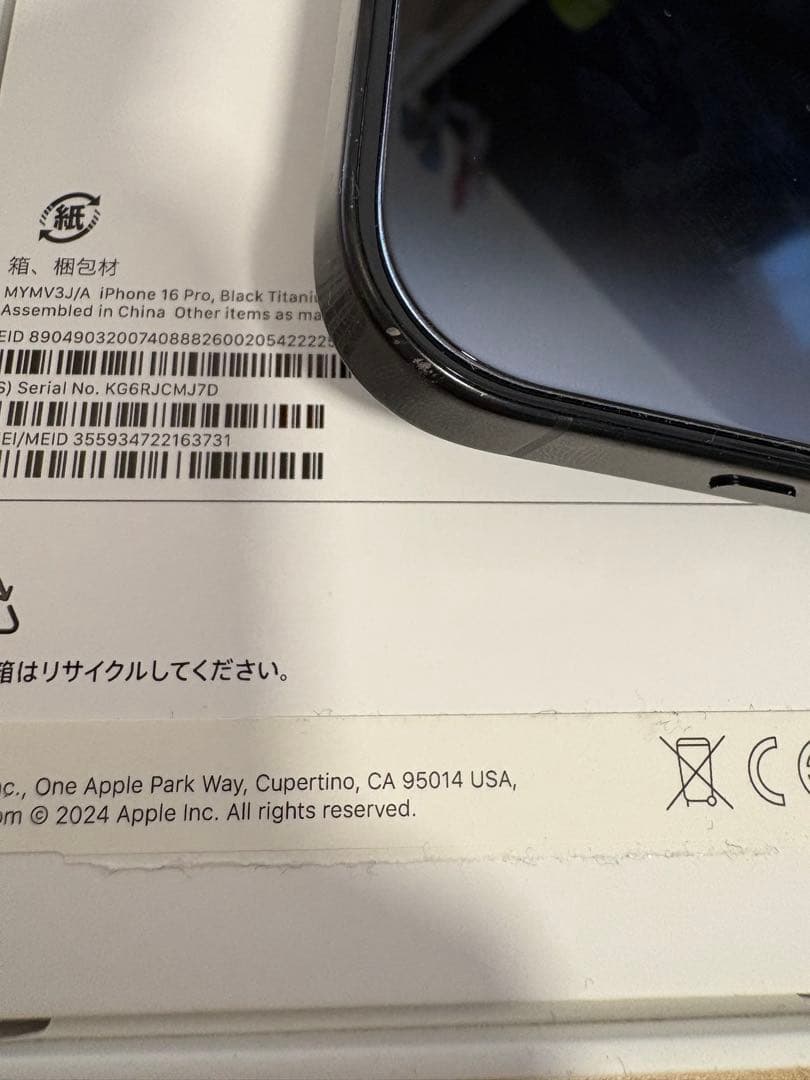 紙
箱、梱包材
MYMV3J/A iPhone 16 Pro, Black
Assembled in China Other items as
EID 89049032007408882600205422225
S) Serial No. KG6RJCMJ7D
EI/MEID 355934722163731
箱はリサイクルしてください。
c., One Apple Park Way, Cupertino, CA 95014 USA,
om © 2024 Apple Inc. All rights reserved.
CE